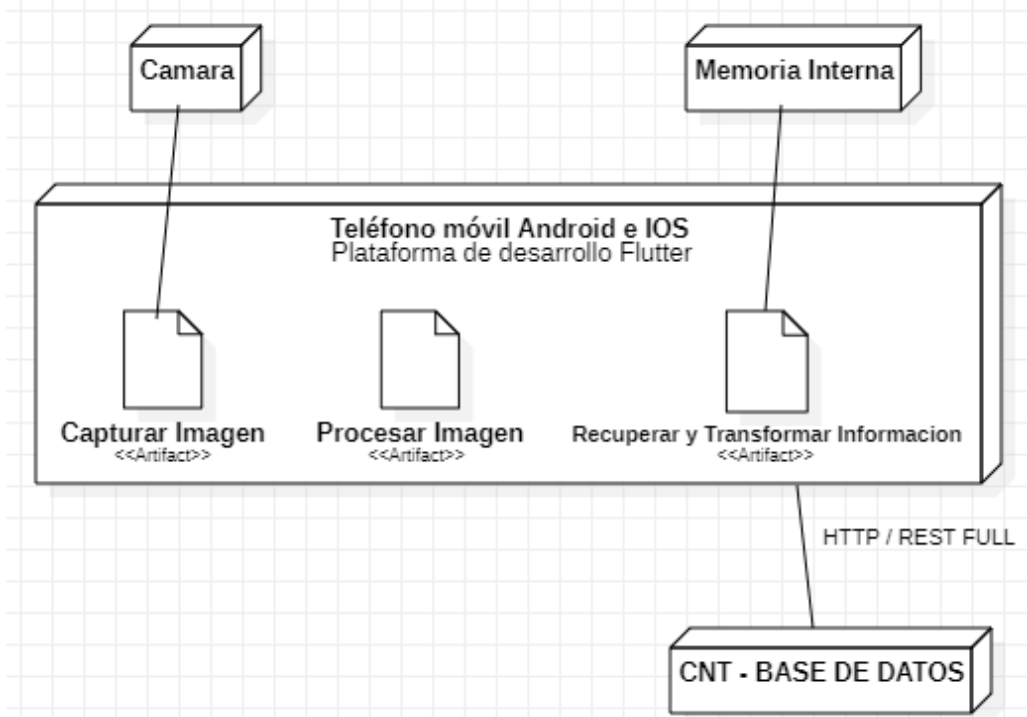 Camara
Memoria Interna
Teléfono móvil Android e IOS
Plataforma de desarrollo Flutter
Capturar Imagen
<<Artifact>>
Procesar Imagen
<<Artifact>>
Recuperar y Transformar Informacion
<<Artifact>>
HTTP / REST FULL
CNT - BASE DE DATOS